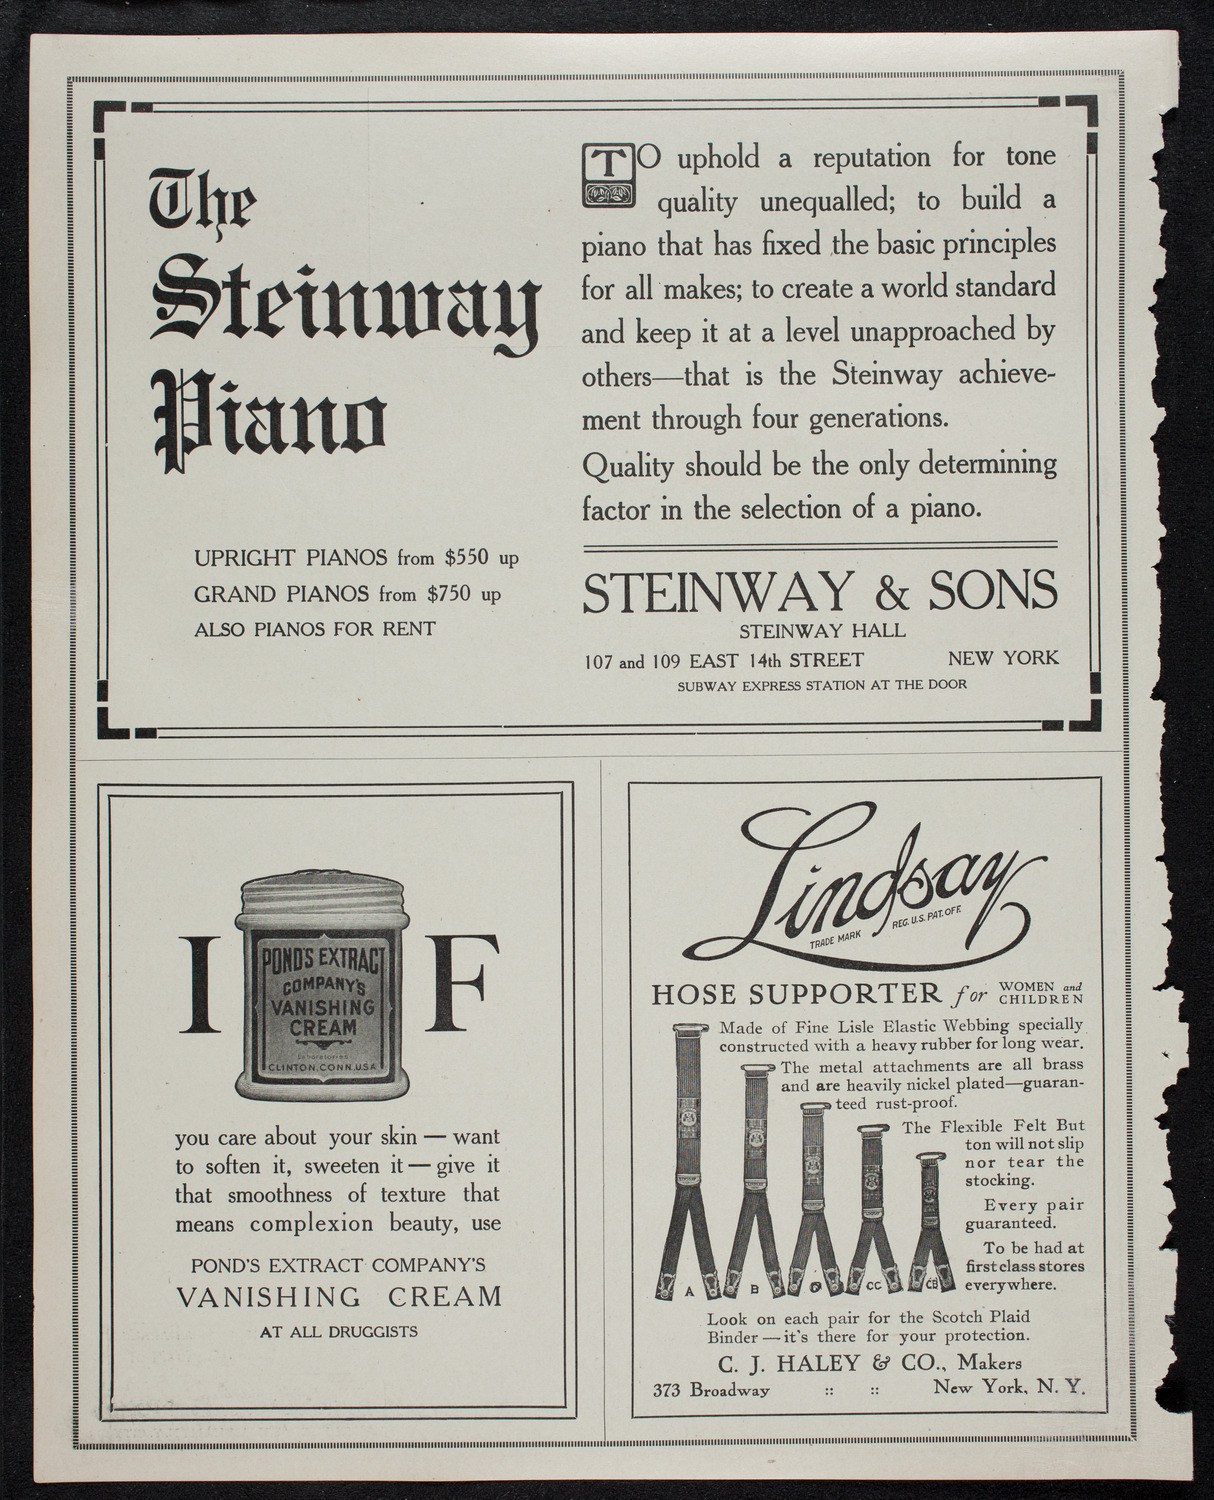 The
Steinway
Piano
UPRIGHT PIANOS from $550 up
GRAND PIANOS from $750 up
ALSO PIANOS FOR RENT
TO uphold a reputation for tone
quality unequalled; to build a
piano that has fixed the basic principles
for all makes; to create a world standard
and keep it at a level unapproached by
others—that is the Steinway achieve-
ment through four generations.
Quality should be the only determining
factor in the selection of a piano.
STEINWAY & SONS
STEINWAY HALL
107 and 109 EAST 14th STREET NEW YORK
SUBWAY EXPRESS STATION AT THE DOOR
IF
POND'S EXTRACT
COMPANY'S
VANISHING
CREAM
Laboratories
CLINTON, CONN. USA
you care about your skin — want
to soften it, sweeten it — give it
that smoothness of texture that
means complexion beauty, use
POND'S EXTRACT COMPANY'S
VANISHING CREAM
AT ALL DRUGGISTS
Lindsay
TRADE MARK REG. U.S. PAT. OFF.
HOSE SUPPORTER for WOMEN and CHILDREN
Made of Fine Lisle Elastic Webbing specially
constructed with a heavy rubber for long wear.
The metal attachments are all brass
and are heavily nickel plated—guaran-
teed rust-proof.
The Flexible Felt But
ton will not slip
nor tear the
stocking.
Every pair
guaranteed.
To be had at
first class stores
everywhere.
A B D CC CB
Look on each pair for the Scotch Plaid
Binder — it's there for your protection.
C. J. HALEY & CO., Makers
373 Broadway :: :: New York, N. Y.